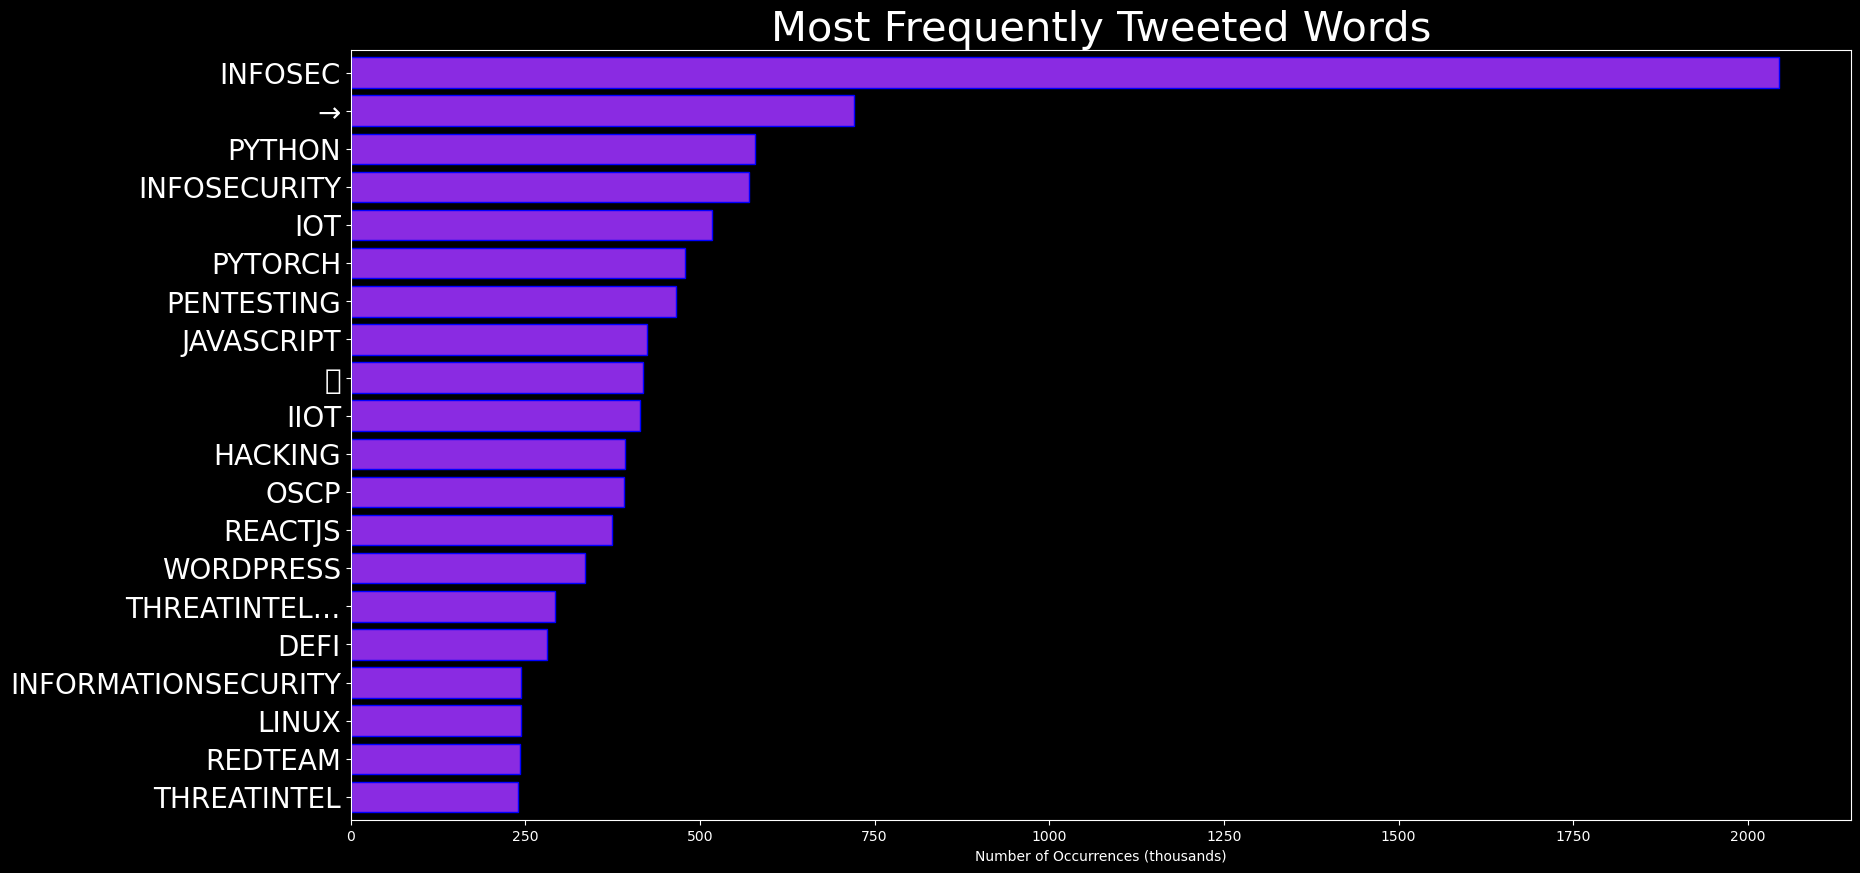 Most Frequently Tweeted Words
INFOSEC
→
PYTHON
INFOSECURITY
IOT
PYTORCH
PENTESTING
JAVASCRIPT
IIOT
HACKING
OSCP
REACTJS
WORDPRESS
THREATINTEL…
DEFI
INFORMATIONSECURITY
LINUX
REDTEAM
THREATINTEL
0 250 500 750 1000 1250 1500 1750 2000
Number of Occurrences (thousands)